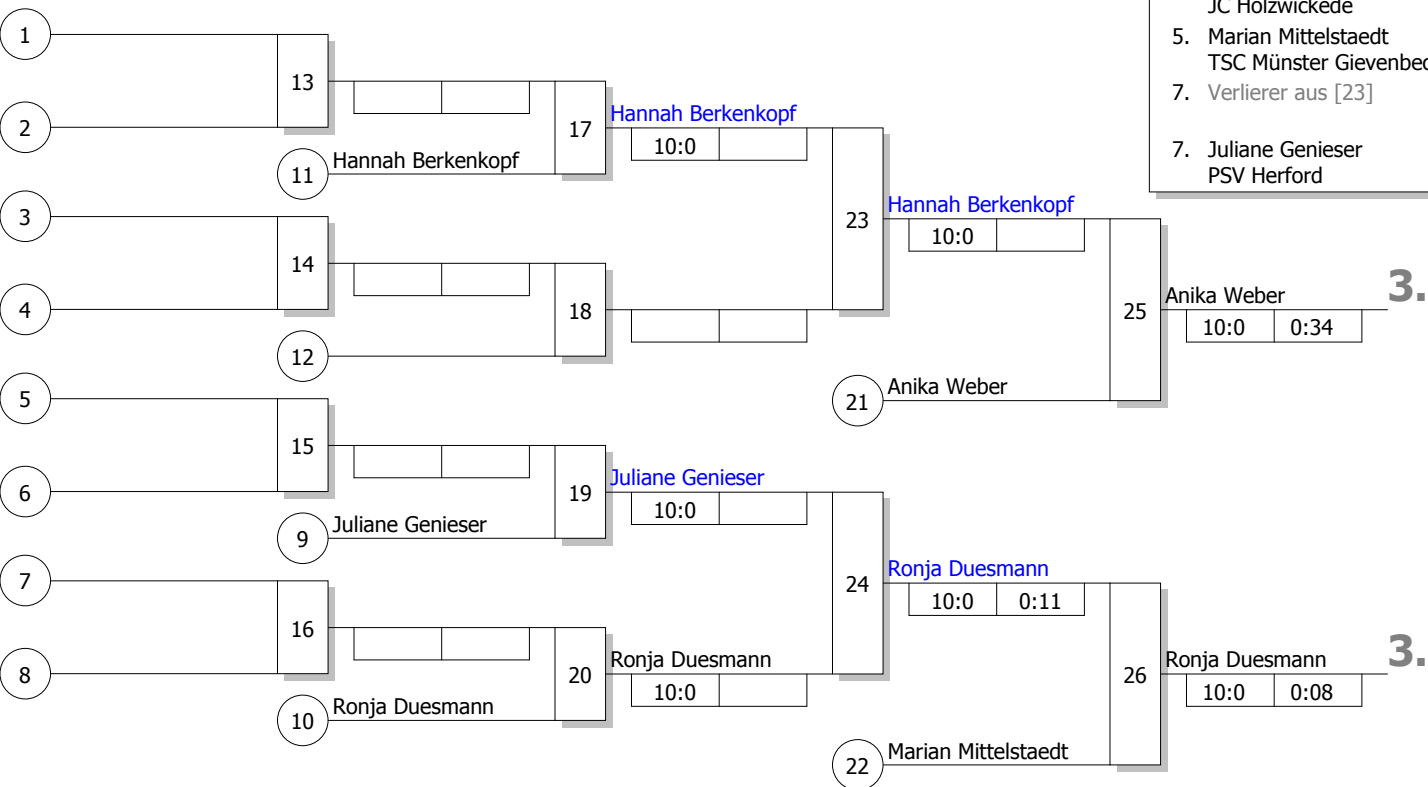 JC Holzwickede
5. Marian Mittelstaedt
TSC Münster Gievenbec
7. Verlierer aus [23]
7. Juliane Genieser
PSV Herford
1
13
2
17
Hannah Berkenkopf
10:0
11
Hannah Berkenkopf
3
14
4
18
12
23
Hannah Berkenkopf
10:0
25
Anika Weber
10:0 0:34
3.
21
Anika Weber
5
15
6
19
Juliane Genieser
10:0
9
Juliane Genieser
7
16
8
20
Ronja Duesmann
10:0
10
Ronja Duesmann
24
Ronja Duesmann
10:0 0:11
26
Ronja Duesmann
10:0 0:08
3.
22
Marian Mittelstaedt